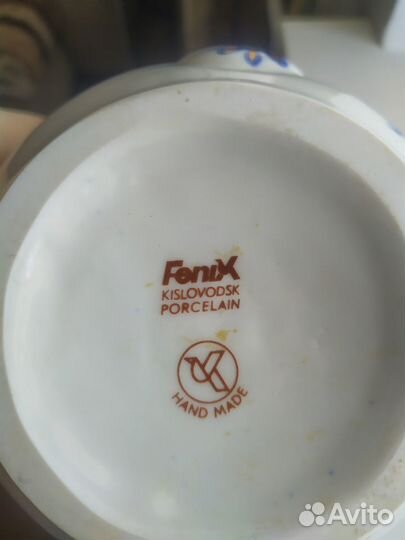 FeniX
KISLOVODSK
PORCELAIN
HAND MADE
Avito